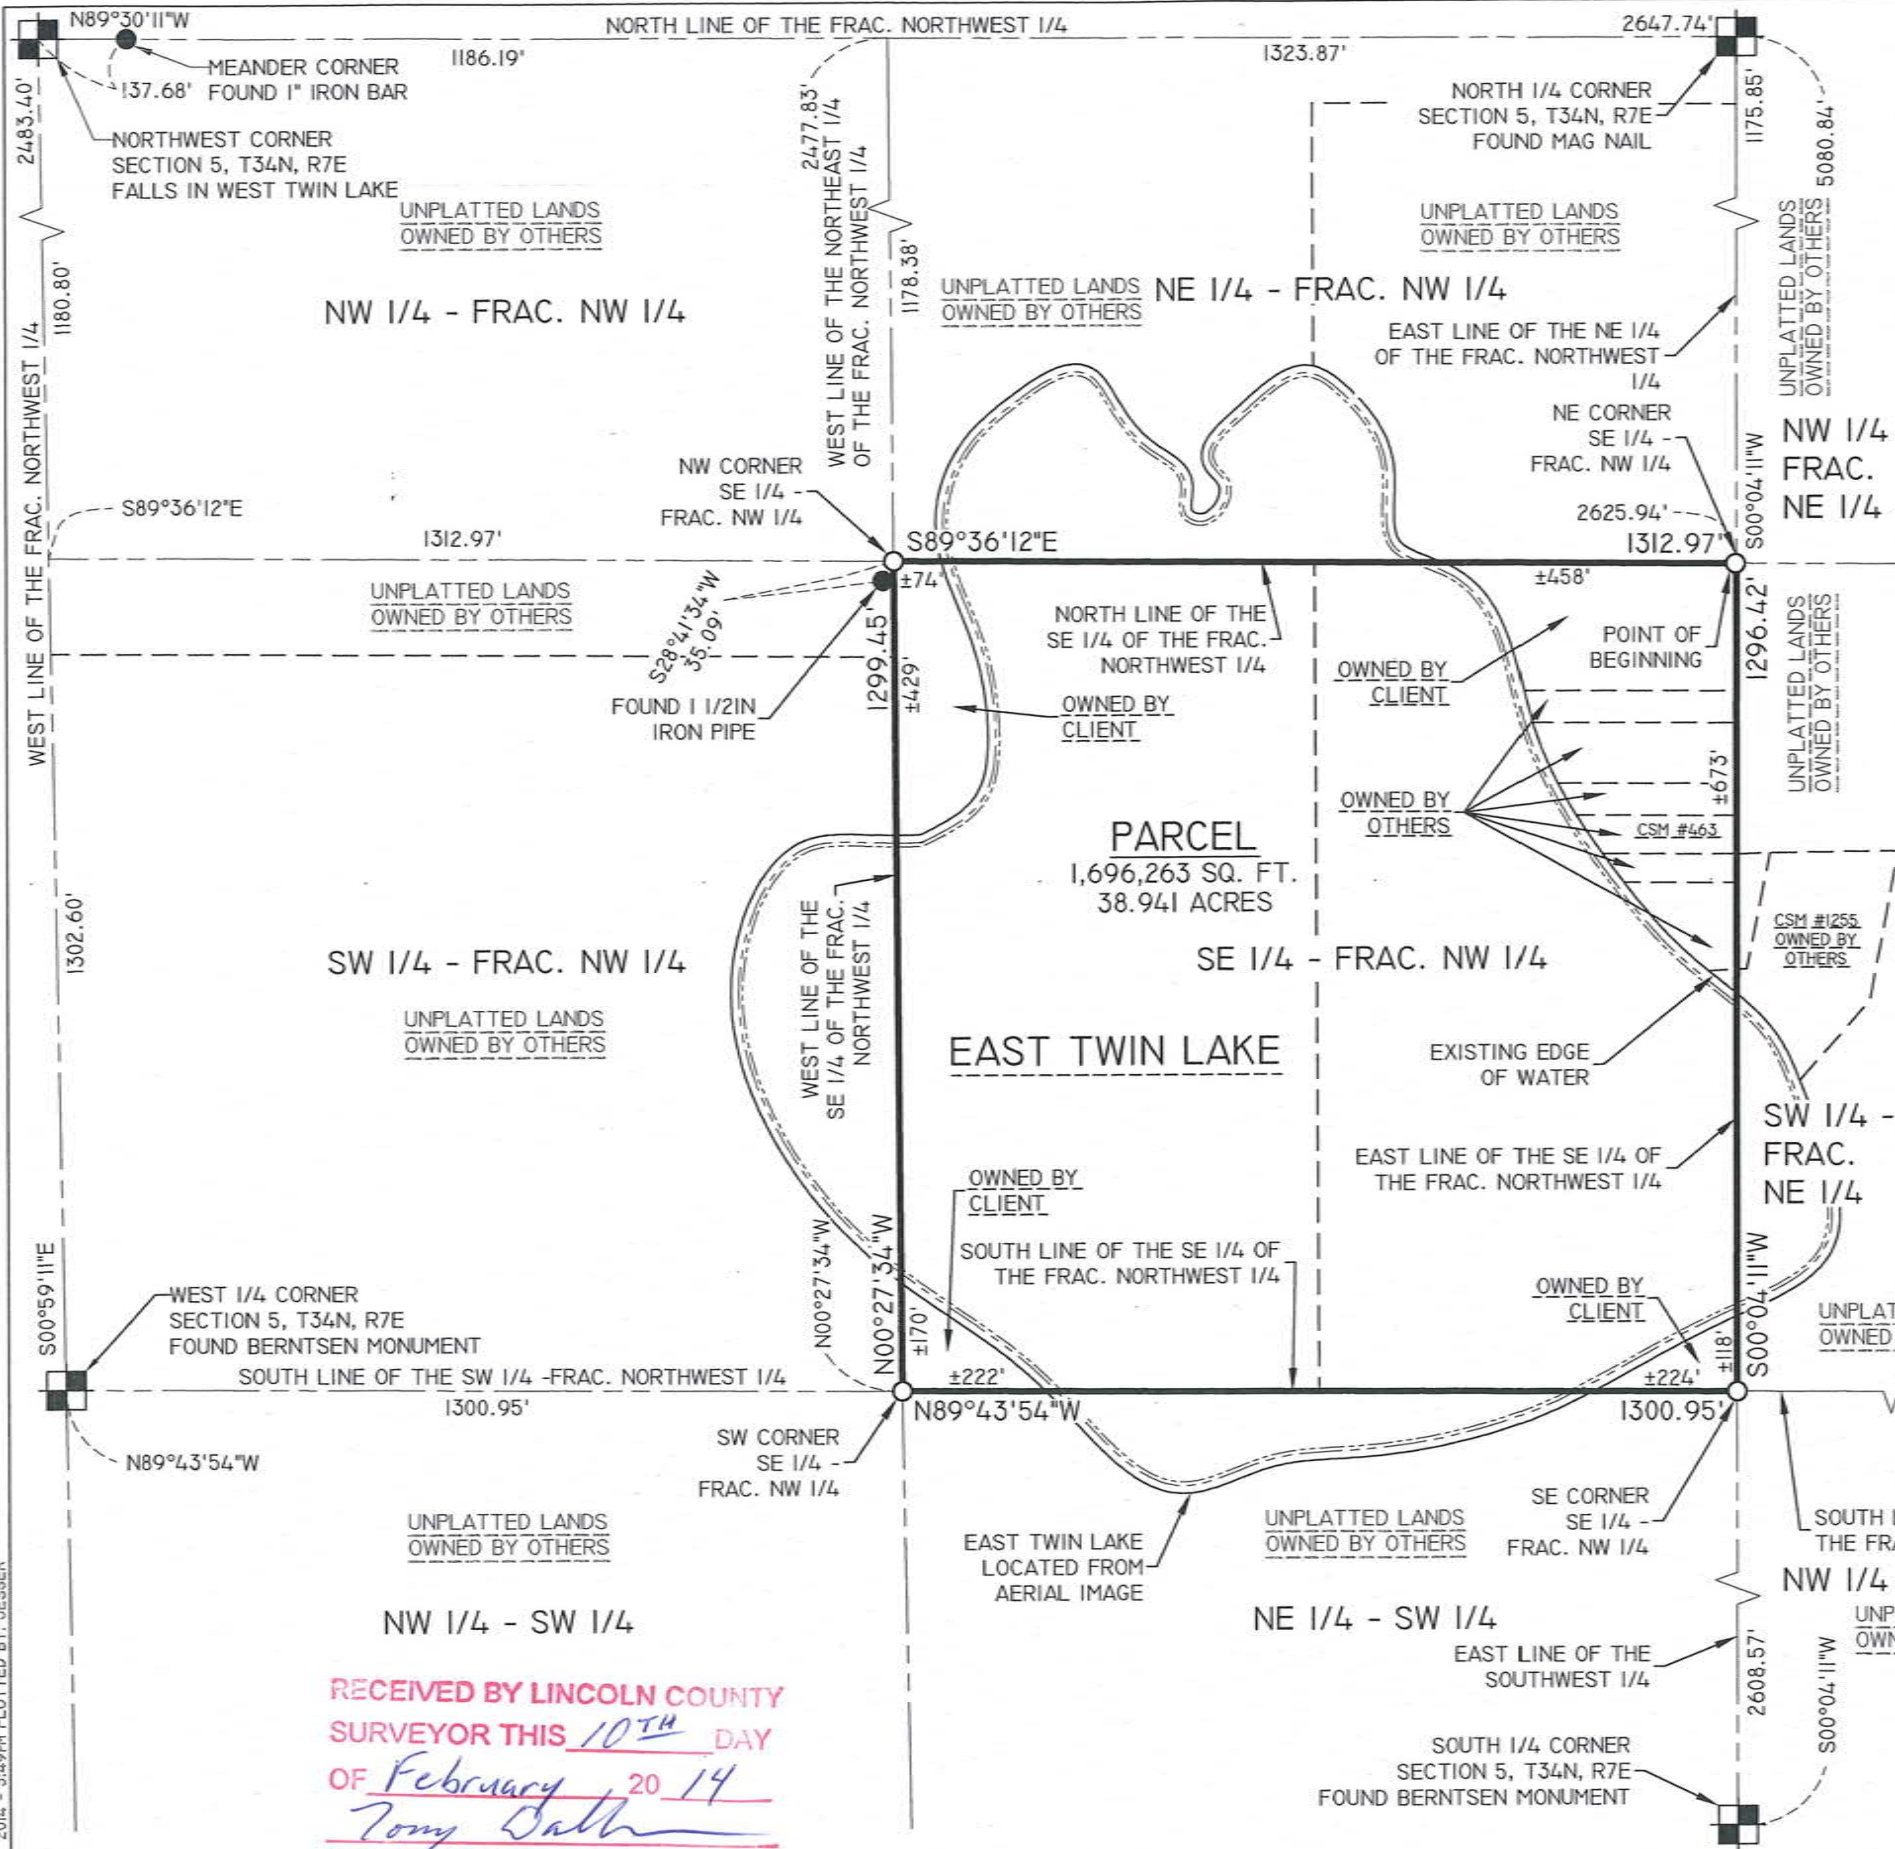 N89°30'11"W
NORTH LINE OF THE FRAC. NORTHWEST 1/4
2647.74'
1186.19'
1323.87'
MEANDER CORNER
FOUND 1" IRON BAR
137.68'
NORTHWEST CORNER
SECTION 5, T34N, R7E
FALLS IN WEST TWIN LAKE
2483.40'
1180.80'
UNPLATTED LANDS
OWNED BY OTHERS
NW 1/4 - FRAC. NW 1/4
WEST LINE OF THE FRAC. NORTHWEST 1/4
2477.83'
WEST LINE OF THE NORTHEAST 1/4
OF THE FRAC. NORTHWEST 1/4
1178.38'
NORTH 1/4 CORNER
SECTION 5, T34N, R7E
FOUND MAG NAIL
1175.85'
5080.84'
UNPLATTED LANDS
OWNED BY OTHERS
UNPLATTED LANDS
OWNED BY OTHERS
UNPLATTED LANDS
OWNED BY OTHERS
NE 1/4 - FRAC. NW 1/4
EAST LINE OF THE NE 1/4
OF THE FRAC. NORTHWEST
1/4
NE CORNER
SE 1/4 -
FRAC. NW 1/4
NW 1/4
FRAC.
NE 1/4
S00°04'11"W
2625.94'
1312.97'
NW CORNER
SE 1/4 -
FRAC. NW 1/4
S89°36'12"E
1312.97'
S89°36'12"E
±74'
±458'
UNPLATTED LANDS
OWNED BY OTHERS
S28°41'34"W
35.09'
FOUND 1 1/2IN
IRON PIPE
1299.45'
±429'
NORTH LINE OF THE
SE 1/4 OF THE FRAC.
NORTHWEST 1/4
OWNED BY
CLIENT
OWNED BY
CLIENT
POINT OF
BEGINNING
1296.42'
UNPLATTED LANDS
OWNED BY OTHERS
±673'
OWNED BY
OTHERS
CSM #463
PARCEL
1,696,263 SQ. FT.
38.941 ACRES
CSM #1255
OWNED BY
OTHERS
1302.60'
SW 1/4 - FRAC. NW 1/4
UNPLATTED LANDS
OWNED BY OTHERS
WEST LINE OF THE
SE 1/4 OF THE FRAC.
NORTHWEST 1/4
SE 1/4 - FRAC. NW 1/4
EAST TWIN LAKE
EXISTING EDGE
OF WATER
SW 1/4 -
FRAC.
NE 1/4
EAST LINE OF THE SE 1/4 OF
THE FRAC. NORTHWEST 1/4
OWNED BY
CLIENT
SOUTH LINE OF THE SE 1/4 OF
THE FRAC. NORTHWEST 1/4
OWNED BY
CLIENT
S00°59'11"E
WEST 1/4 CORNER
SECTION 5, T34N, R7E
FOUND BERNTSEN MONUMENT
N00°27'34"W
N00°27'34"W
±170'
±118'
S00°04'11"W
UNPLAT
OWNED
SOUTH LINE OF THE SW 1/4 -FRAC. NORTHWEST 1/4
1300.95'
±222'
±224'
N89°43'54"W
1300.95'
N89°43'54"W
SW CORNER
SE 1/4 -
FRAC. NW 1/4
UNPLATTED LANDS
OWNED BY OTHERS
EAST TWIN LAKE
LOCATED FROM
AERIAL IMAGE
UNPLATTED LANDS
OWNED BY OTHERS
SE CORNER
SE 1/4 -
FRAC. NW 1/4
SOUTH
THE FRA
NW 1/4
UNP
OWN
NW 1/4 - SW 1/4
NE 1/4 - SW 1/4
EAST LINE OF THE
SOUTHWEST 1/4
2608.57'
S00°04'11"W
SOUTH 1/4 CORNER
SECTION 5, T34N, R7E
FOUND BERNTSEN MONUMENT
RECEIVED BY LINCOLN COUNTY
SURVEYOR THIS 10TH DAY
OF February 20 14
Tony